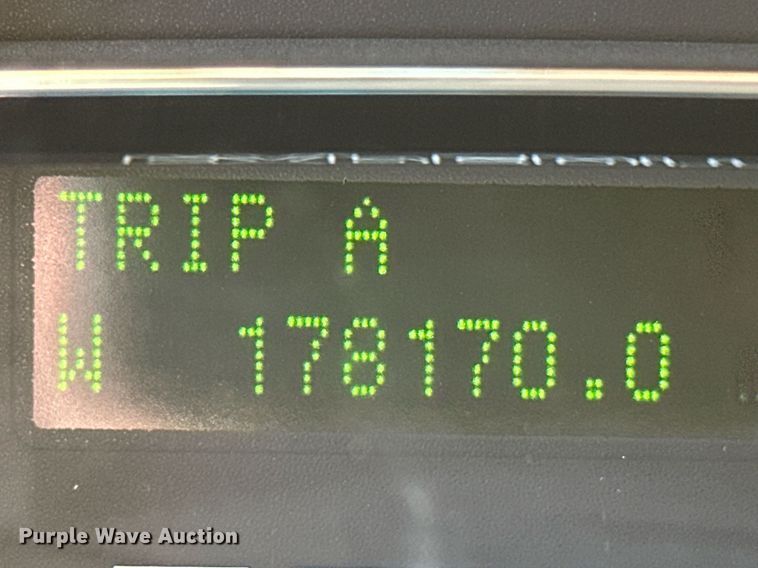 TRIP A
W 178170.0
Purple Wave Auction